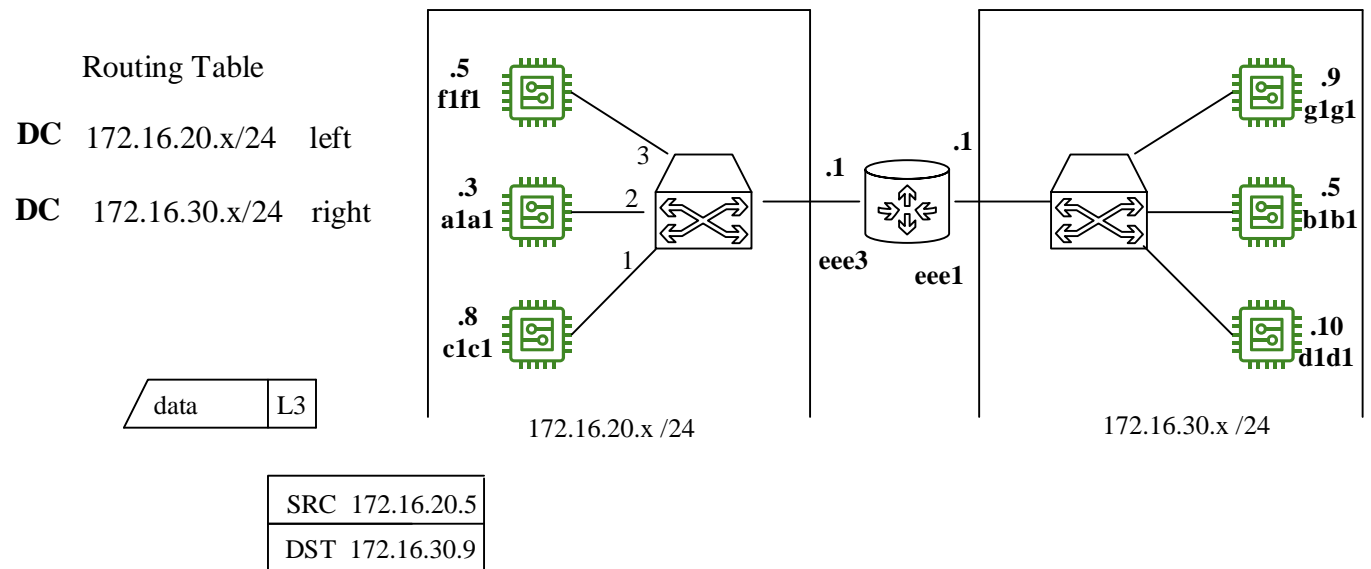 Routing Table
DC 172.16.20.x/24 left
DC 172.16.30.x/24 right
data L3
SRC 172.16.20.5
DST 172.16.30.9
.5
f1f1
3
.3
a1a1
2
.8
c1c1
1
172.16.20.x /24
.1
.1
eee3
eee1
.9
g1g1
.5
b1b1
.10
d1d1
172.16.30.x /24